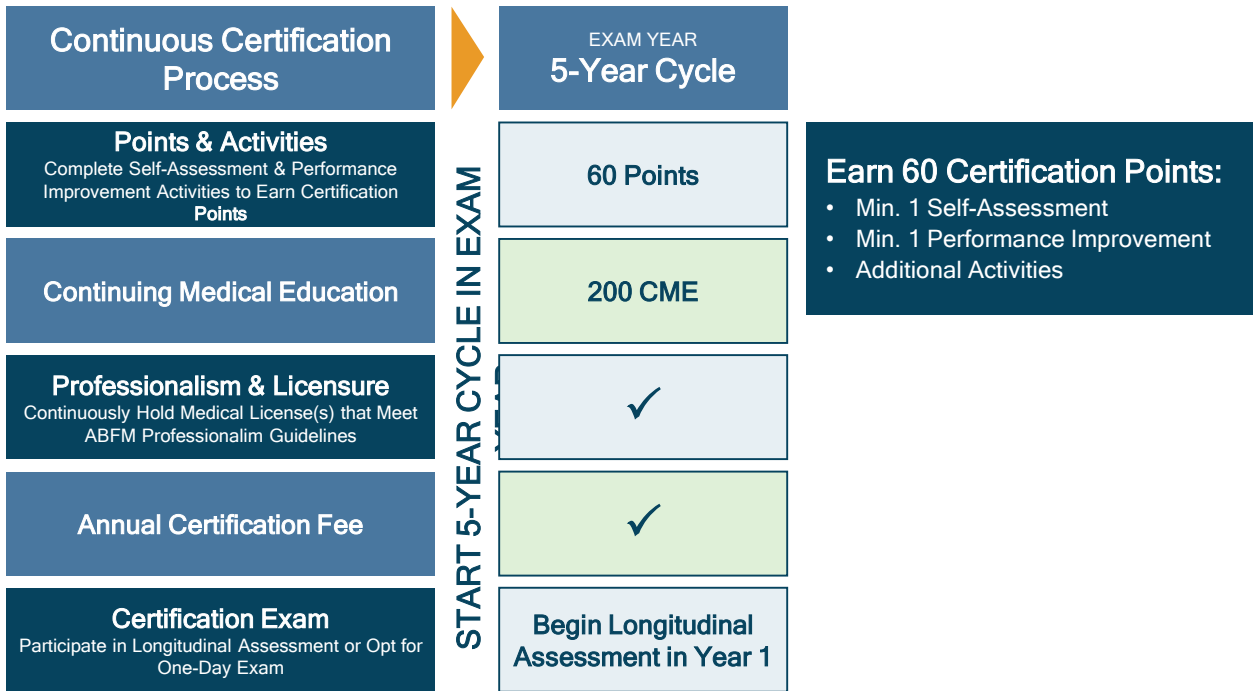 Continuous Certification
Process
EXAM YEAR
5-Year Cycle
Points & Activities
Complete Self-Assessment & Performance
Improvement Activities to Earn Certification
Points
60 Points
Earn 60 Certification Points:
• Min. 1 Self-Assessment
• Min. 1 Performance Improvement
• Additional Activities
Continuing Medical Education
200 CME
START 5-YEAR CYCLE IN EXAM
Professionalism & Licensure
Continuously Hold Medical License(s) that Meet
ABFM Professionalim Guidelines
✓
Annual Certification Fee
✓
Certification Exam
Participate in Longitudinal Assessment or Opt for
One-Day Exam
Begin Longitudinal
Assessment in Year 1